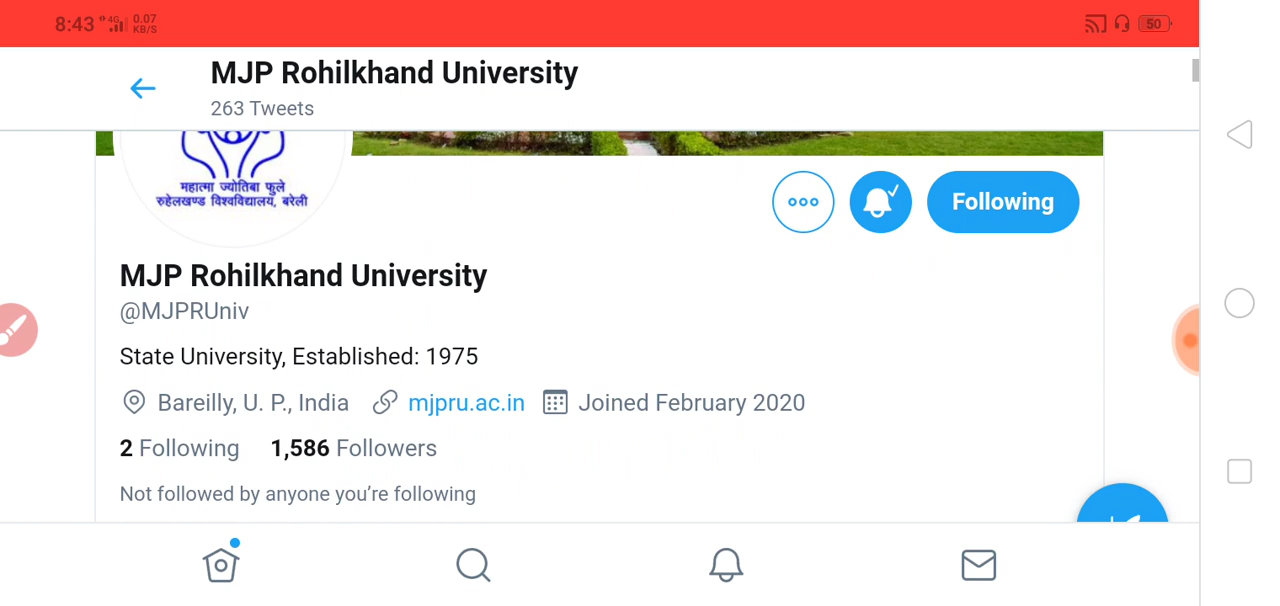 8:43 4G 0.07 KB/S 50
MJP Rohilkhand University
263 Tweets
महात्मा ज्योतिबा फुले
रुहेलखण्ड विश्वविद्यालय, बरेली
Following
MJP Rohilkhand University
@MJPRUniv
State University, Established: 1975
Bareilly, U. P., India mjpru.ac.in Joined February 2020
2 Following 1,586 Followers
Not followed by anyone you’re following